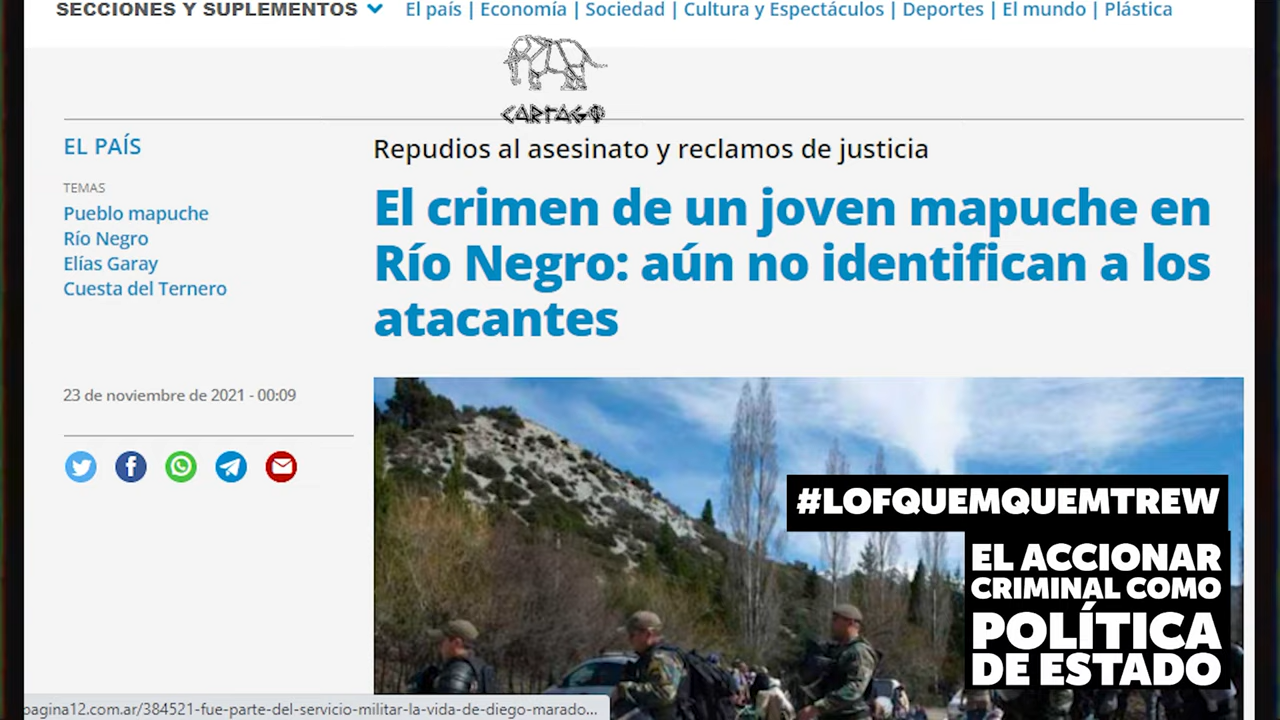 SECCIONES Y SUPLEMENTOS
El país | Economía | Sociedad | Cultura y Espectáculos | Deportes | El mundo | Plástica
CARTAGO
EL PAÍS
TEMAS
Pueblo mapuche
Río Negro
Elías Garay
Cuesta del Ternero
23 de noviembre de 2021 - 00:09
Repudios al asesinato y reclamos de justicia
El crimen de un joven mapuche en
Río Negro: aún no identifican a los
atacantes
#LOFQUEMQUEMTREW
EL ACCIONAR
CRIMINAL COMO
POLÍTICA
DE ESTADO
pagina12.com.ar/384521-fue-parte-del-servicio-militar-la-vida-de-diego-marado...